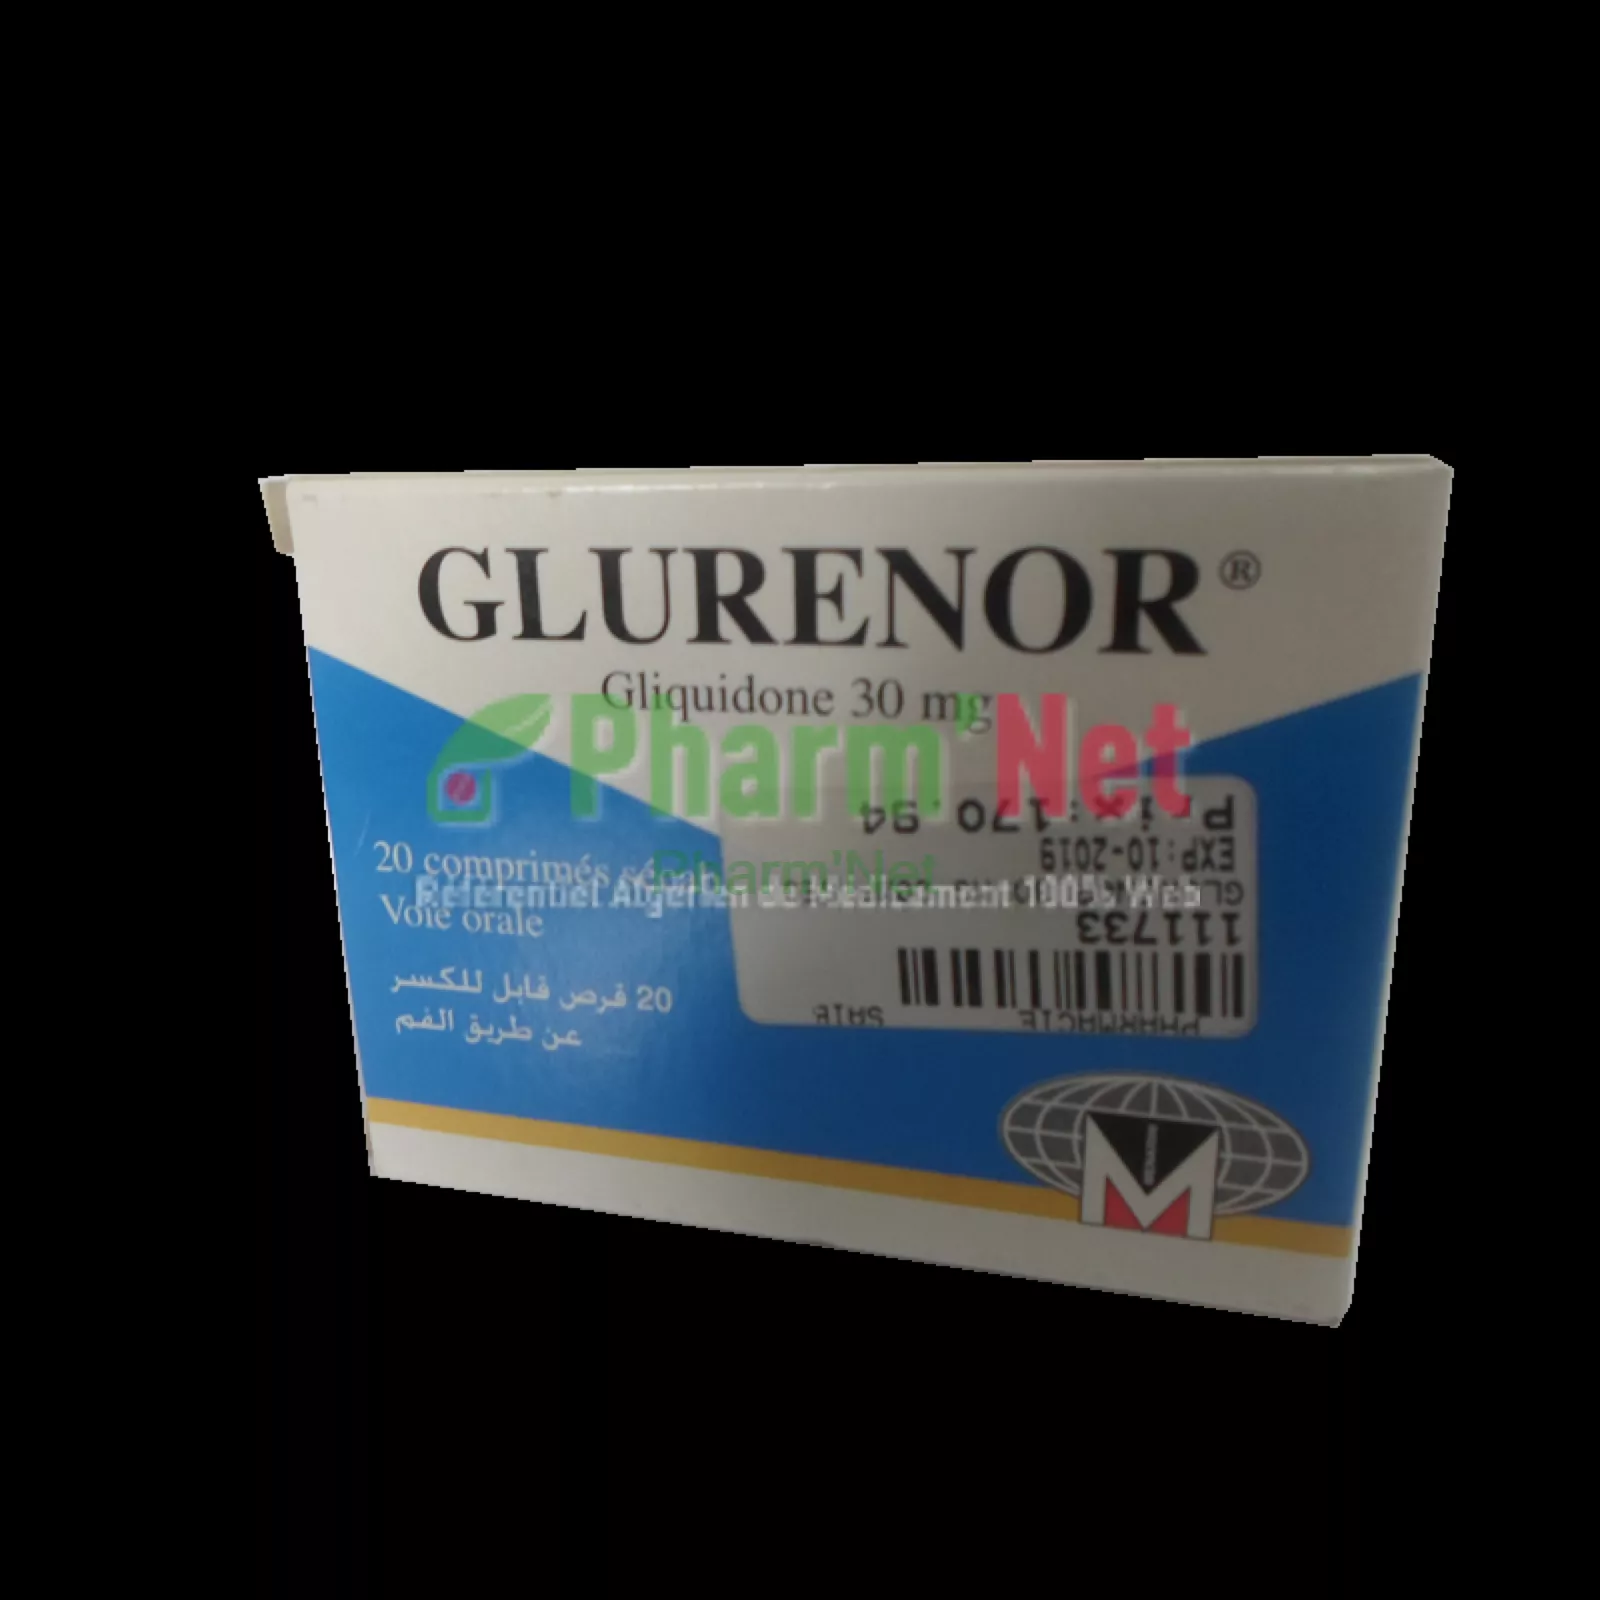 GLURENOR®
Gliquidone 30 mg
Pharm'Net
Prix: 170.94
EXP: 10-2019
20 comprimés
Pharm'Net
Référentiel Algérien du Médicament 100% Web
111733
Voie orale
20 قرص قابل للكسر
عن طريق الفم
PHARMACIE
M